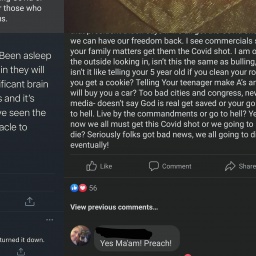 r those who
ns.
Been asleep
in they will
ificant brain
s and it's
ve seen the
acle to
turned it down.
we can have our freedom back. I see commercials
your family matters get them the Covid shot. I am o
the outside looking in, isn't this the same as bulling,
isn't it like telling your 5 year old if you clean your ro
you get a cookie? Telling Your teenager make A's an
will buy you a car? Too bad cities and congress, nev
media- doesn't say God is real get saved or your go
to hell. Live by the commandments or go to hell? Ye
now we all must get this Covid shot or we going to
die? Seriously folks got bad news, we all going to di
eventually!
Like Comment Share
56
View previous comments...
Yes Ma'am! Preach!